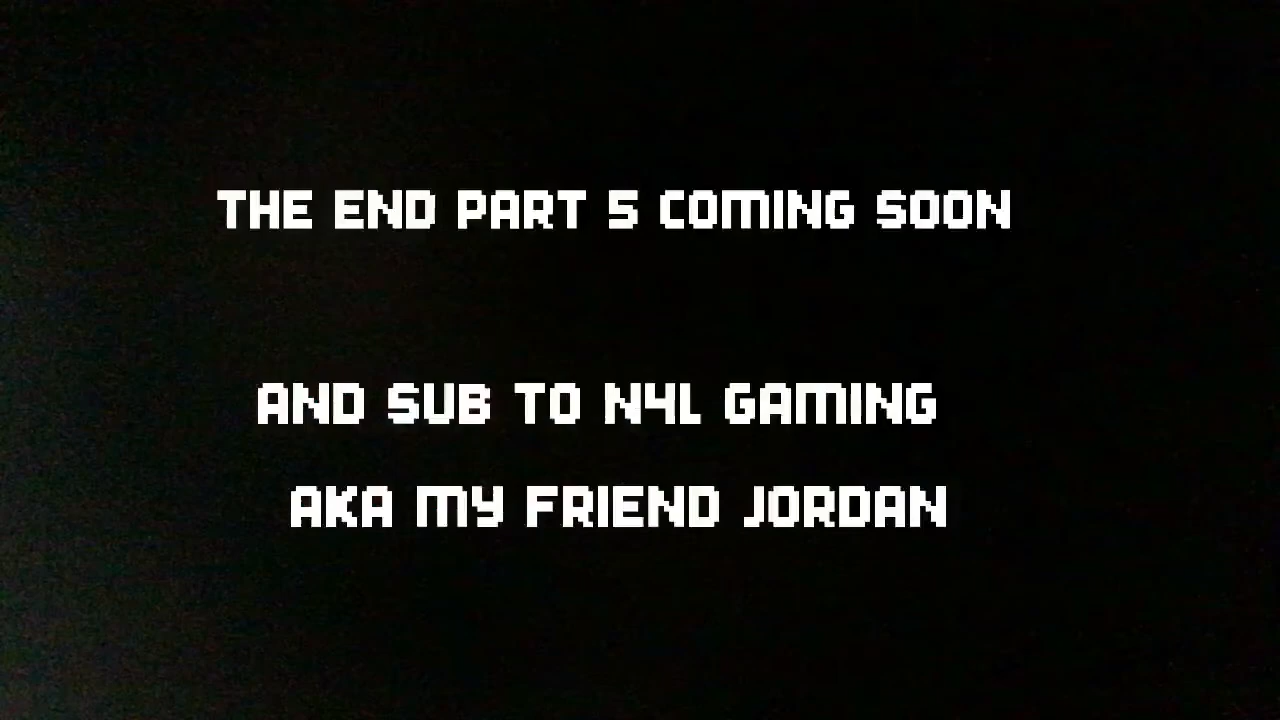 THE END PART 5 COMING SOON
AND SUB TO N4L GAMING
AKA MY FRIEND JORDAN